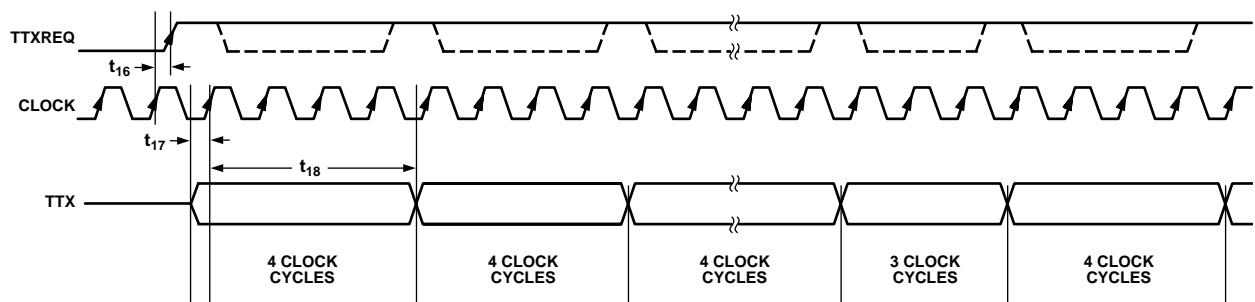 TTXREQ
t16
CLOCK
t17
t18
TTX
4 CLOCK
CYCLES
4 CLOCK
CYCLES
4 CLOCK
CYCLES
3 CLOCK
CYCLES
4 CLOCK
CYCLES